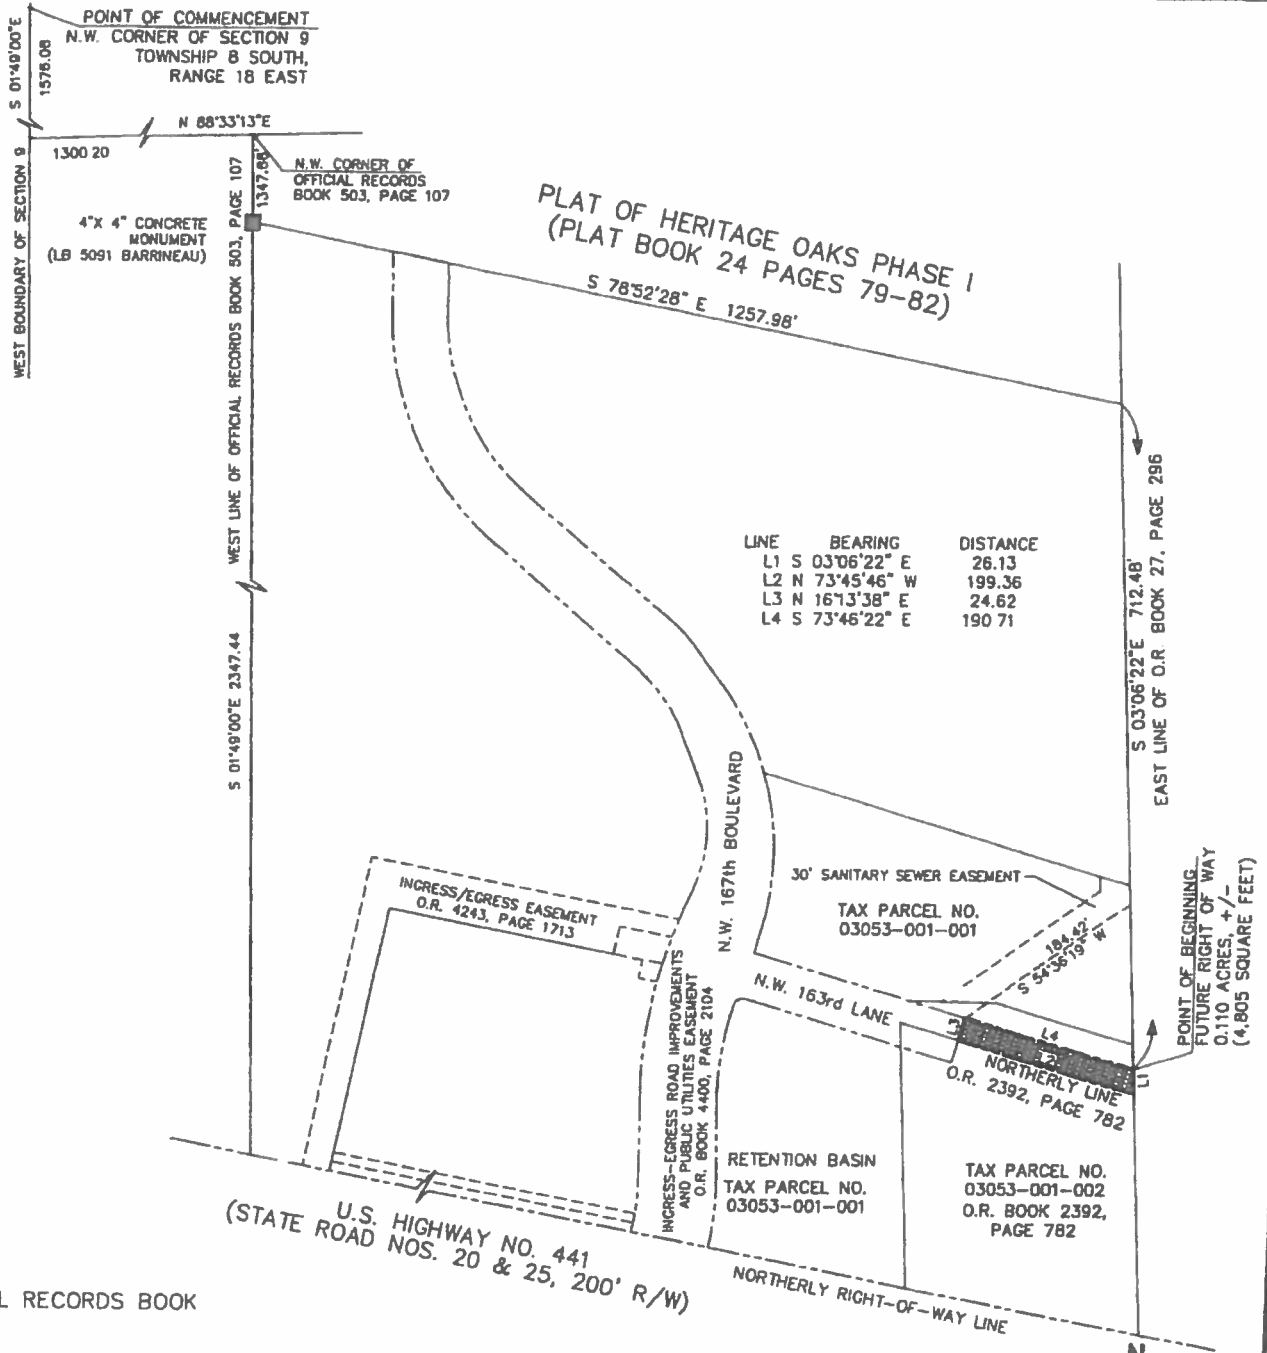 POINT OF COMMENCEMENT
N.W. CORNER OF SECTION 9
TOWNSHIP 8 SOUTH,
RANGE 18 EAST
S 01°49'00"E
1576.08
N 88°33'13"E
1300 20
WEST BOUNDARY OF SECTION 9
1347.68'
N.W. CORNER OF
OFFICIAL RECORDS
BOOK 503, PAGE 107
4"X 4" CONCRETE
MONUMENT
(LB 5091 BARRINEAU)
WEST LINE OF OFFICIAL RECORDS BOOK 503, PAGE 107
S 01°49'00"E 2347.44
PLAT OF HERITAGE OAKS PHASE I
(PLAT BOOK 24 PAGES 79-82)
S 78°52'28" E 1257.98'
LINE BEARING DISTANCE
L1 S 03°06'22" E 26.13
L2 N 73°45'46" W 199.36
L3 N 16°13'38" E 24.62
L4 S 73°46'22" E 190 71
S 03°06'22"E 712.48'
EAST LINE OF O.R BOOK 27, PAGE 296
N.W. 167th BOULEVARD
30' SANITARY SEWER EASEMENT
TAX PARCEL NO.
03053-001-001
184.42'
S 54°36'19" W
INGRESS/EGRESS EASEMENT
O.R. 4243, PAGE 1713
N.W. 163rd LANE
POINT OF BEGINNING
FUTURE RIGHT OF WAY
0.110 ACRES, +/-
(4,805 SQUARE FEET)
L3
L4
L2
L1
NORTHERLY LINE
O.R. 2392, PAGE 782
INGRESS-EGRESS ROAD IMPROVEMENTS
AND PUBLIC UTILITIES EASEMENT
O.R. BOOK 4400, PAGE 2104
RETENTION BASIN
TAX PARCEL NO.
03053-001-001
TAX PARCEL NO.
03053-001-002
O.R. BOOK 2392,
PAGE 782
U.S. HIGHWAY NO. 441
(STATE ROAD NOS. 20 & 25, 200' R/W)
NORTHERLY RIGHT-OF-WAY LINE
L RECORDS BOOK
N